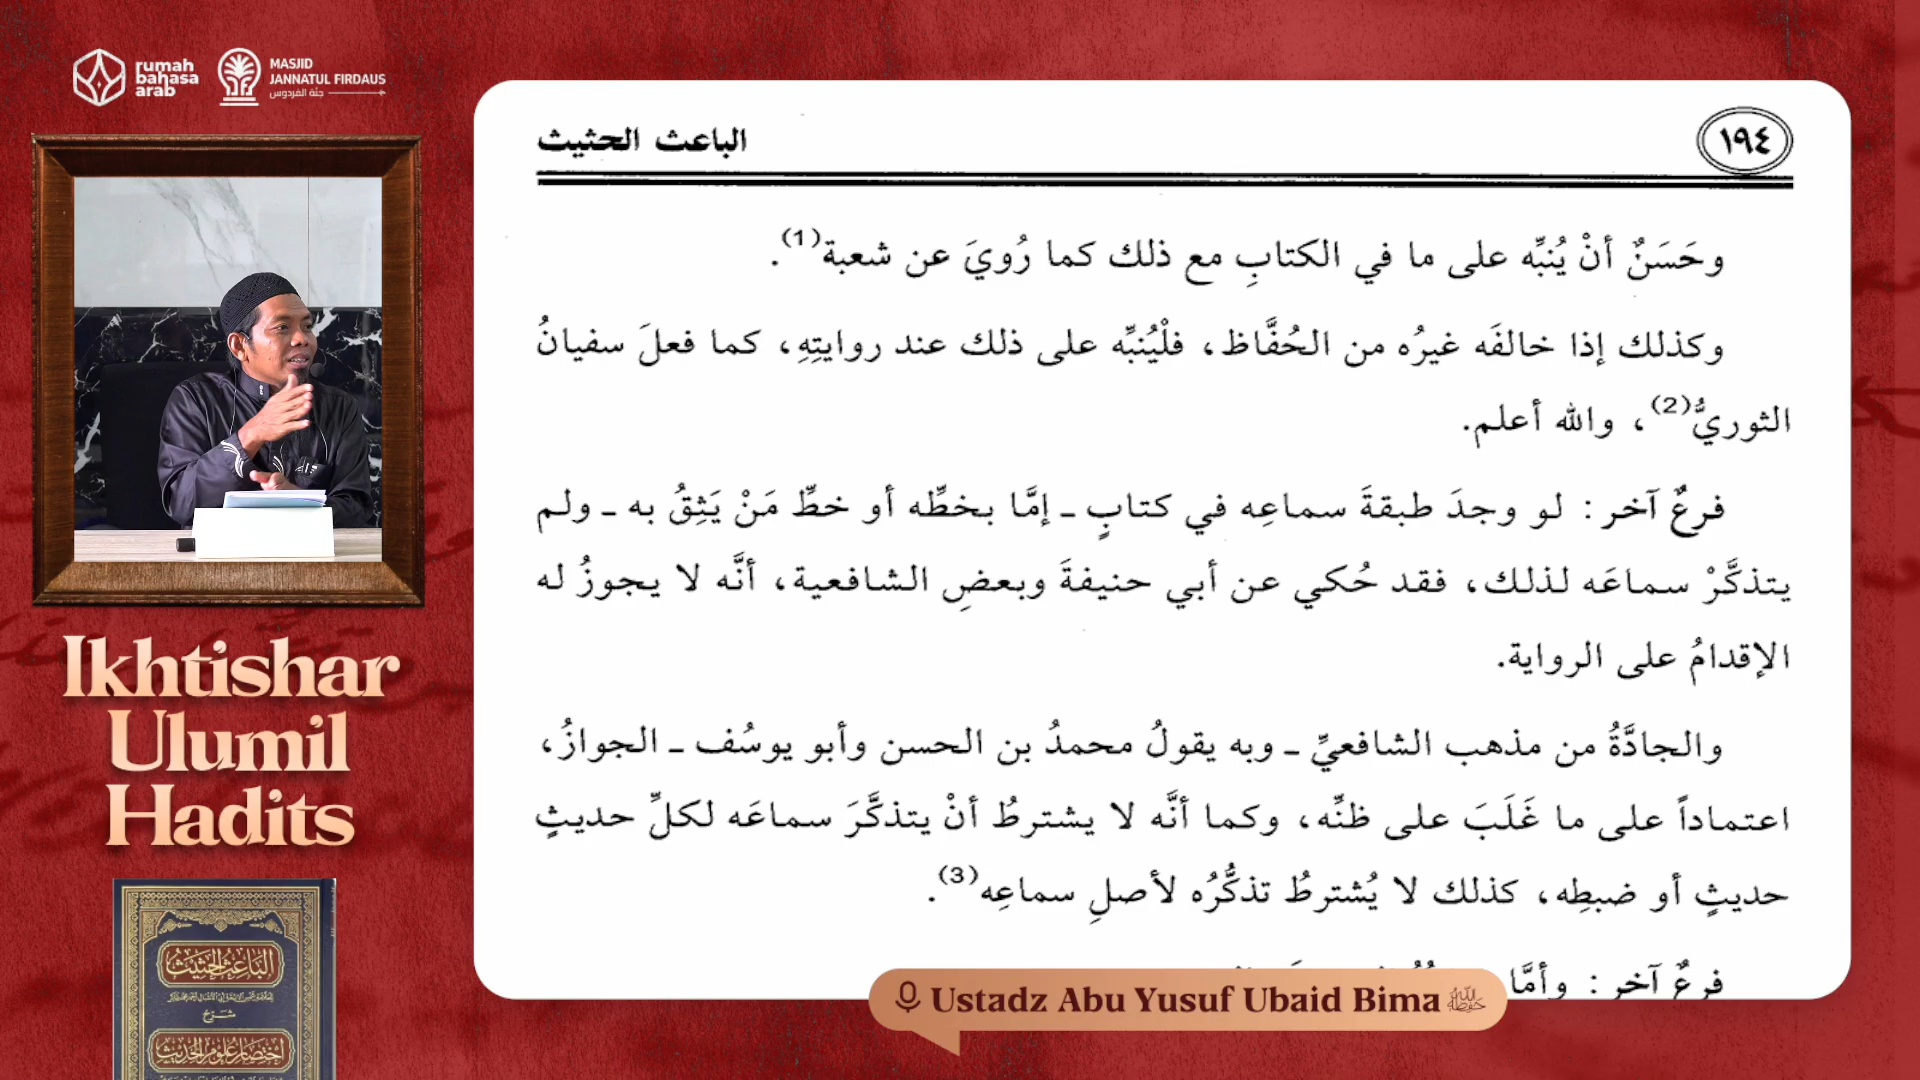 rumah
bahasa
arab
MASJID
JANNATUL FIRDAUS
جنّة الفردوس
الباعث الحثيث
١٩٤
وحَسَنٌ أنْ يُنبِّه على ما في الكتابِ مع ذلك كما رُويَ عن شعبة(1).
وكذلك إذا خالفَه غيرُه من الحُفَّاظ، فلْيُنبِّه على ذلك عند روايتِهِ، كما فعلَ سفيانُ
الثوريُّ(2)، والله أعلم.
فرعٌ آخر: لو وجدَ طبقةَ سماعِه في كتابٍ ـ إمَّا بخطِّه أو خطِّ مَنْ يَثِقُ به ـ ولم
يتذكَّرْ سماعَه لذلك، فقد حُكي عن أبي حنيفةَ وبعضِ الشافعية، أنَّه لا يجوزُ له
الإقدامُ على الرواية.
والجادَّةُ من مذهب الشافعيِّ ـ وبه يقولُ محمدُ بن الحسن وأبو يوسُف ـ الجوازُ،
اعتماداً على ما غَلَبَ على ظنِّه، وكما أنَّه لا يشترطُ أنْ يتذكَّرَ سماعَه لكلِّ حديثٍ
حديثٍ أو ضبطِه، كذلك لا يُشترطُ تذكُّرُه لأصلِ سماعِه(3).
فرعٌ آخر: وأمَّا
Ikhtishar
Ulumil
Hadits
الباعث الحثيث
شرح
اختصار علوم الحديث
Ustadz Abu Yusuf Ubaid Bima حفظه الله